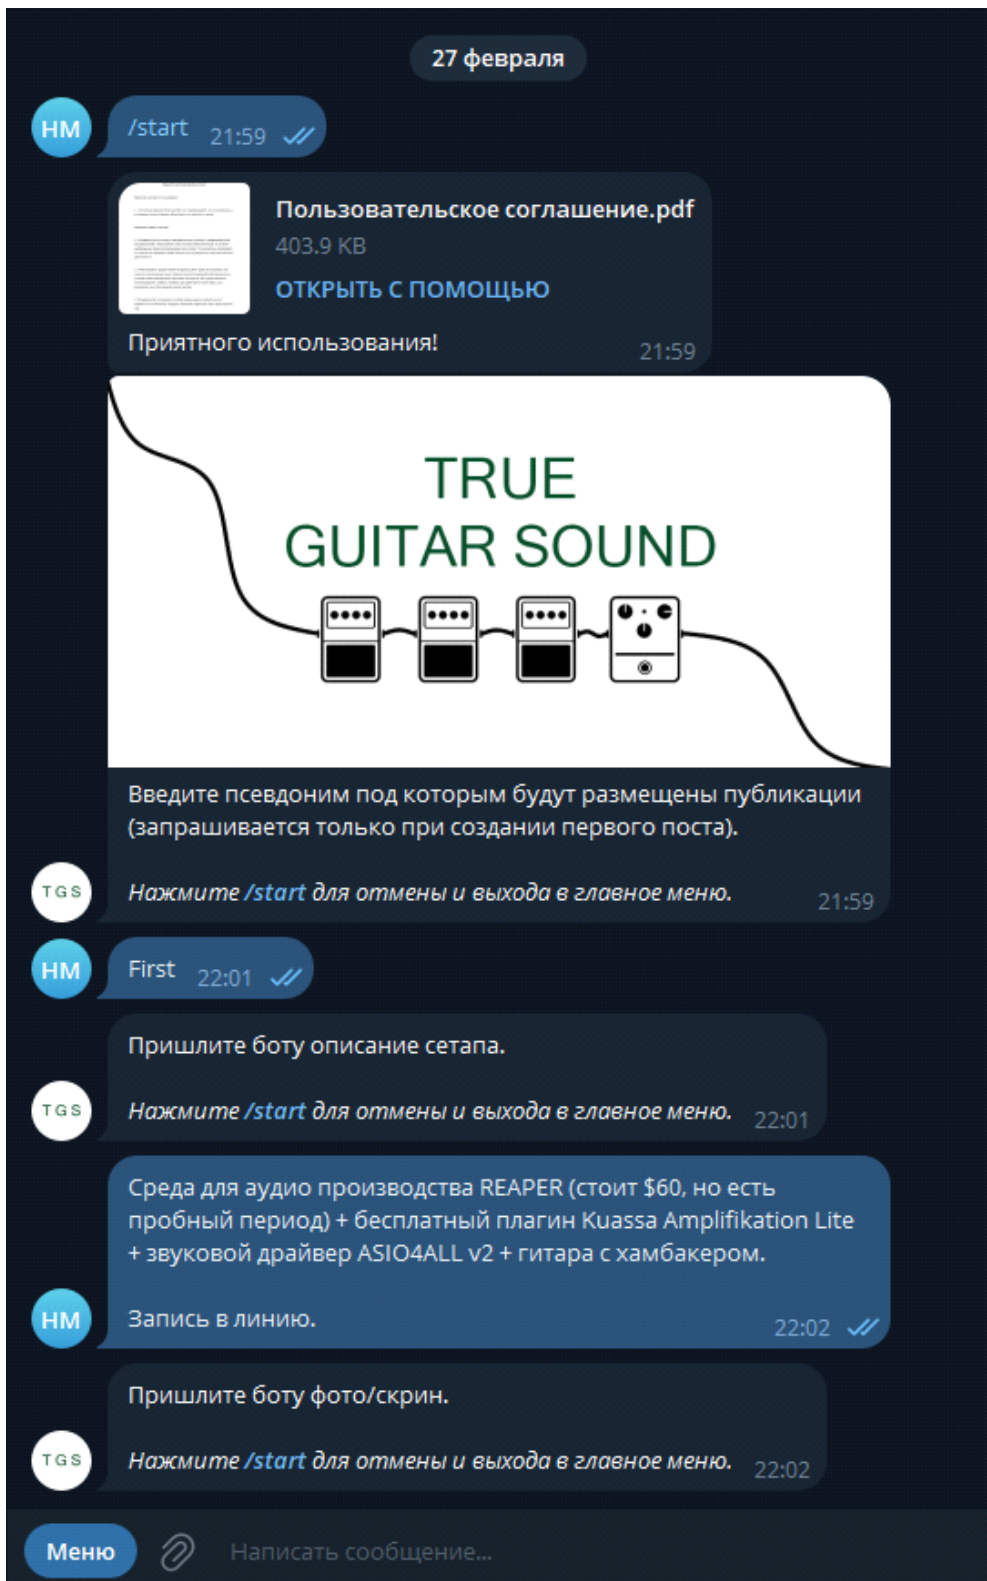 27 февраля
НМ
/start 21:59
Пользовательское соглашение.pdf
403.9 KB
ОТКРЫТЬ С ПОМОЩЬЮ
Приятного использования!
21:59
TRUE
GUITAR SOUND
Введите псевдоним под которым будут размещены публикации
(запрашивается только при создании первого поста).
TGS
Нажмите /start для отмены и выхода в главное меню.
21:59
НМ
First 22:01
Пришлите боту описание сетапа.
TGS
Нажмите /start для отмены и выхода в главное меню.
22:01
Среда для аудио производства REAPER (стоит $60, но есть
пробный период) + бесплатный плагин Kuassa Amplifikation Lite
+ звуковой драйвер ASIO4ALL v2 + гитара с хамбакером.
НМ
Запись в линию.
22:02
Пришлите боту фото/скрин.
TGS
Нажмите /start для отмены и выхода в главное меню.
22:02
Меню
Написать сообщение...